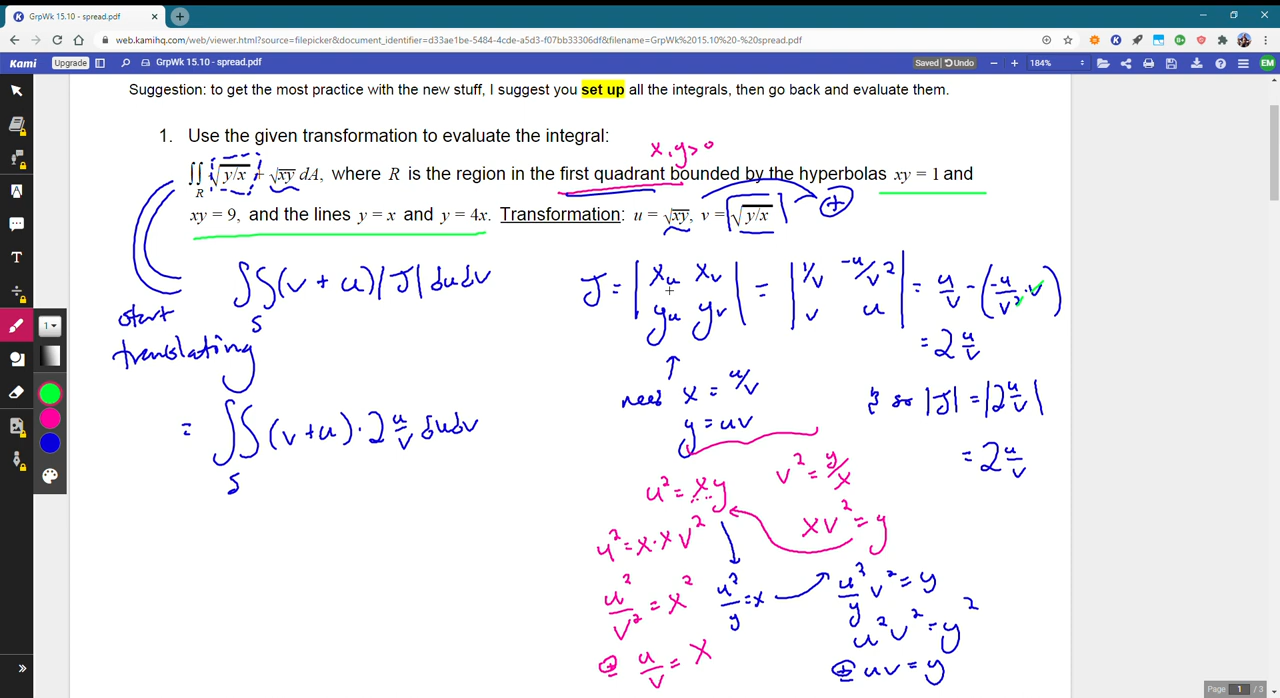 GrpWk 15.10 - spread.pdf
web.kamihq.com/web/viewer.html?source=filepicker&document_identifier=d33ae1be-5484-4cde-a5d3-f07bb33306df&filename=GrpWk%2015.10%20-%20spread.pdf
Kami Upgrade GrpWk 15.10 - spread.pdf Saved Undo 184% EM
Suggestion: to get the most practice with the new stuff, I suggest you set up all the integrals, then go back and evaluate them.
1. Use the given transformation to evaluate the integral:
x, y > 0
∬_R √(y/x) + √(xy) dA, where R is the region in the first quadrant bounded by the hyperbolas xy = 1 and
xy = 9, and the lines y = x and y = 4x. Transformation: u = √(xy), v = √(y/x) +
∬_S (v + u) |J| du dv
J = | x_u x_v ; y_u y_v | = | 1/v -u/v² ; v u | = u/v - (-u/v² · v)
= 2 u/v
start
translating
need x = u/v
y = uv
& so |J| = |2 u/v|
= 2 u/v
= ∬_S (v + u) · 2 u/v du dv
u² = xy
v² = y/x
xv² = y
u² = x · x v²
u²/v² = x²
+ u/v = x
u²/y = x
u²/y v² = y
u² v² = y²
+ uv = y
Page 1 / 3